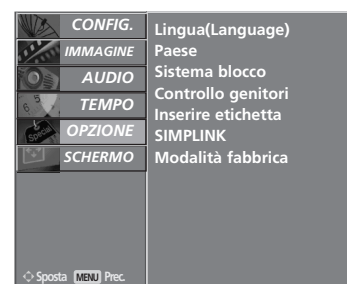 CONFIG.
IMMAGINE
AUDIO
TEMPO
OPZIONE
SCHERMO
Lingua(Language)
Paese
Sistema blocco
Controllo genitori
Inserire etichetta
SIMPLINK
Modalità fabbrica
Special
Sposta MENU Prec.